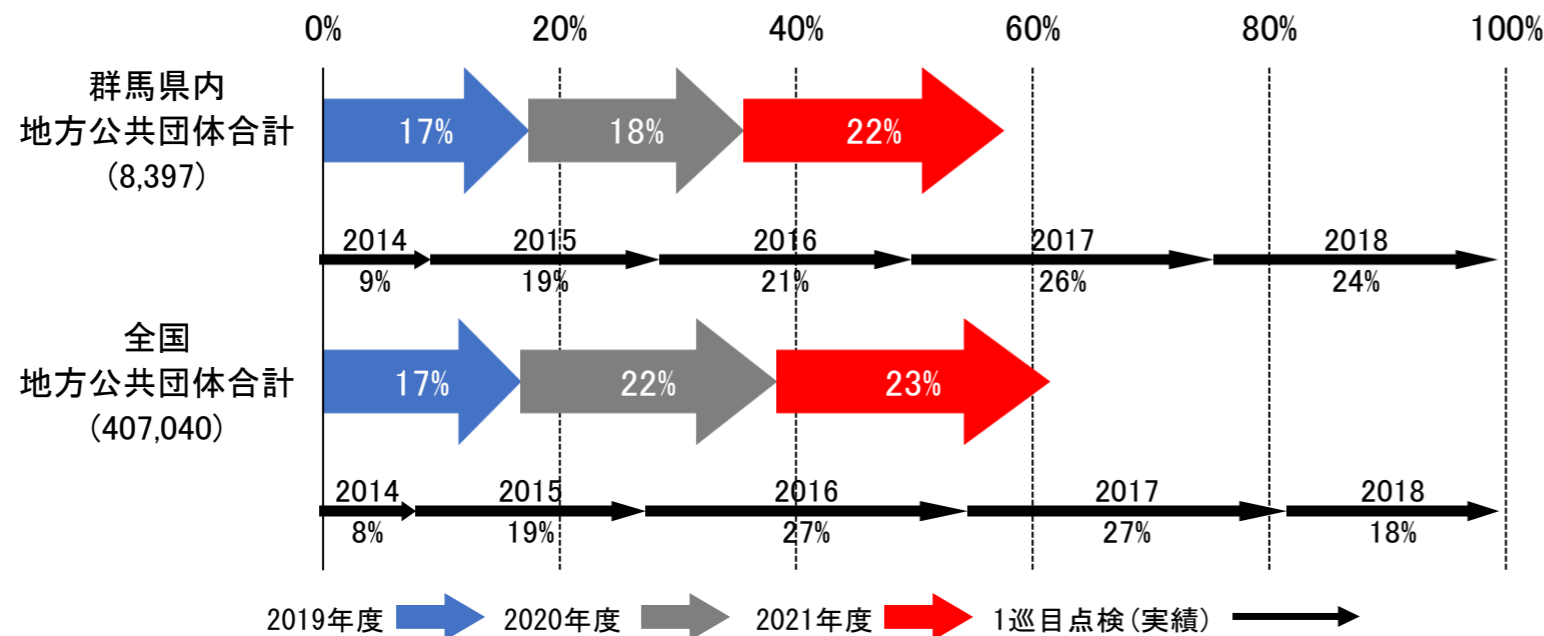 0% 20% 40% 60% 80% 100%
群馬県内
地方公共団体合計
(8,397)
17% 18% 22%
2014 2015 2016 2017 2018
9% 19% 21% 26% 24%
全国
地方公共団体合計
(407,040)
17% 22% 23%
2014 2015 2016 2017 2018
8% 19% 27% 27% 18%
2019年度 2020年度 2021年度 1巡目点検(実績)